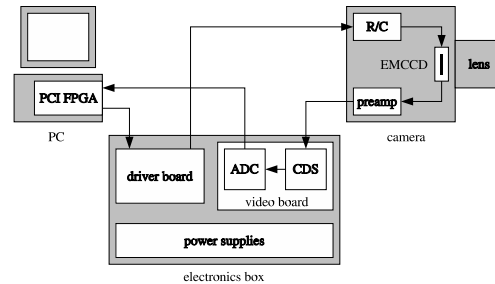 R/C
EMCCD
lens
PCI FPGA
preamp
PC
camera
driver board
ADC
CDS
video board
power supplies
electronics box